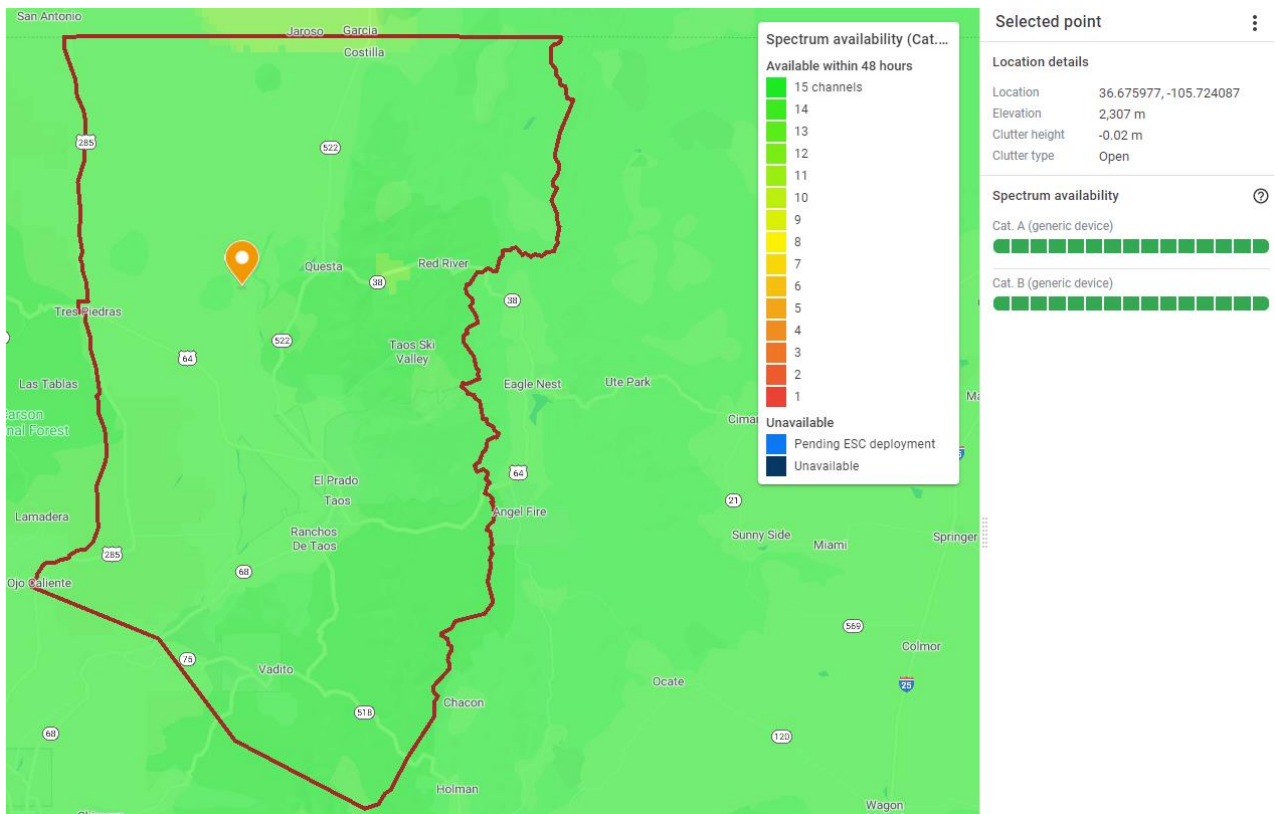 San Antonio
Jaroso
Garcia
Costilla
285
522
Questa
Red River
38
38
Tres Piedras
522
Taos Ski
Valley
64
Las Tablas
Eagle Nest
Ute Park
arson
nal Forest
64
El Prado
Taos
21
Lamadera
Angel Fire
Ranchos
De Taos
Sunny Side
Miami
Springer
285
68
Ojo Caliente
569
75
Colmor
Vadito
Ocate
25
Chacon
518
68
120
Holman
Wagon
Cimar
Ma
Spectrum availability (Cat....
Available within 48 hours
15 channels
14
13
12
11
10
9
8
7
6
5
4
3
2
1
Unavailable
Pending ESC deployment
Unavailable
Selected point
Location details
Location 36.675977, -105.724087
Elevation 2,307 m
Clutter height -0.02 m
Clutter type Open
Spectrum availability
Cat. A (generic device)
Cat. B (generic device)